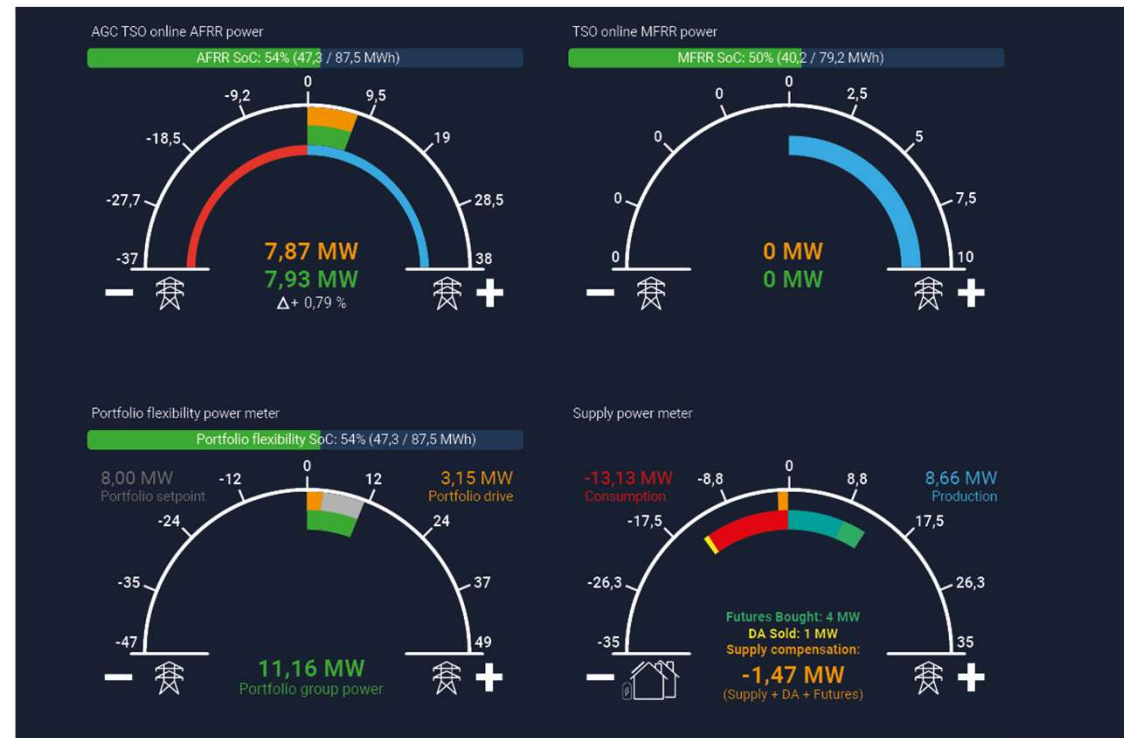 AGC TSO online AFRR power
AFRR SoC: 54% (47,3 / 87,5 MWh)
0
-9,2
9,5
-18,5
19
-27,7
28,5
-37
38
7,87 MW
7,93 MW
Δ+ 0,79 %
TSO online MFRR power
MFRR SoC: 50% (40,2 / 79,2 MWh)
0
0
2,5
0
5
0
7,5
0
10
0 MW
0 MW
Portfolio flexibility power meter
Portfolio flexibility SoC: 54% (47,3 / 87,5 MWh)
8,00 MW
Portfolio setpoint
3,15 MW
Portfolio drive
0
-12
12
-24
24
-35
37
-47
49
11,16 MW
Portfolio group power
Supply power meter
-13,13 MW
Consumption
8,66 MW
Production
0
-8,8
8,8
-17,5
17,5
-26,3
26,3
-35
35
Futures Bought: 4 MW
DA Sold: 1 MW
Supply compensation:
-1,47 MW
(Supply + DA + Futures)